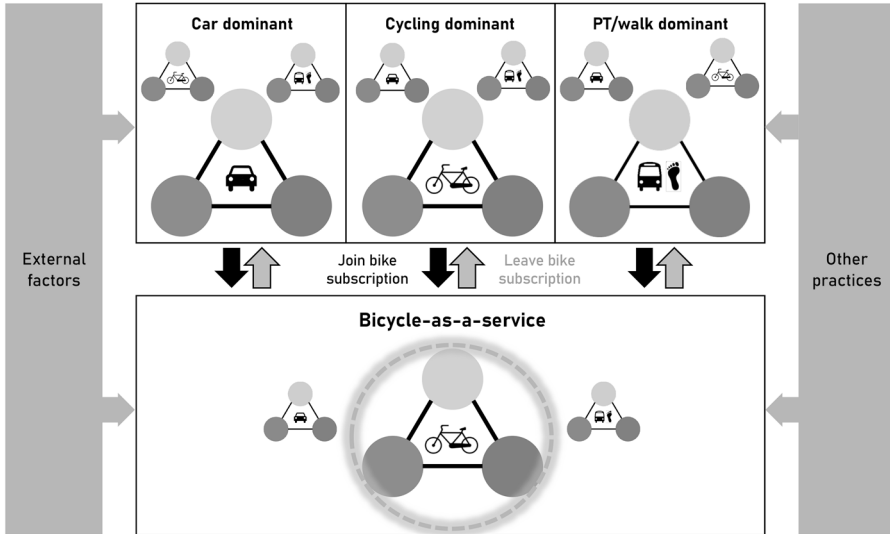 Car dominant
Cycling dominant
PT/walk dominant
External
factors
Join bike
subscription
Leave bike
subscription
Other
practices
Bicycle-as-a-service